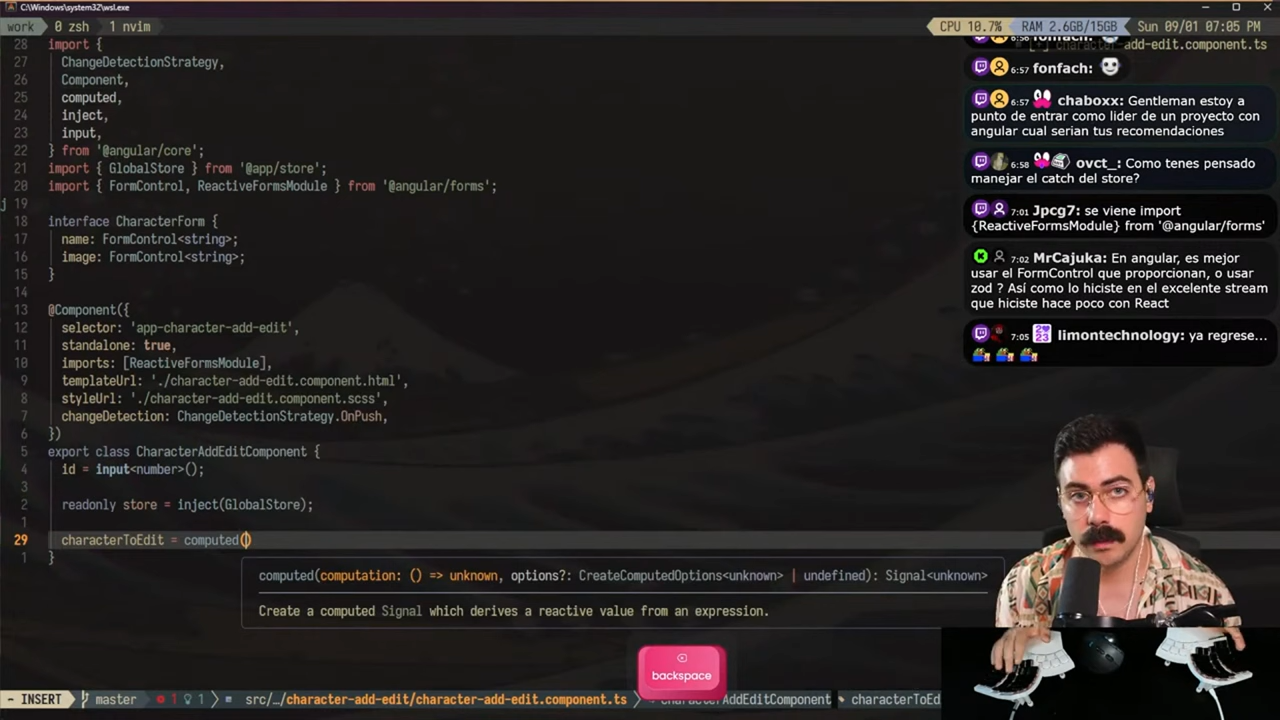 C:\Windows\system32\wsl.exe
work 0 zsh 1 nvim
CPU 10.7% RAM 2.6GB/15GB Sun 09/01 07:05 PM
28 import {
27 ChangeDetectionStrategy,
26 Component,
25 computed,
24 inject,
23 input,
22 } from '@angular/core';
21 import { GlobalStore } from '@app/store';
20 import { FormControl, ReactiveFormsModule } from '@angular/forms';
j 19
18 interface CharacterForm {
17 name: FormControl<string>;
16 image: FormControl<string>;
15 }
14
13 @Component({
12 selector: 'app-character-add-edit',
11 standalone: true,
10 imports: [ReactiveFormsModule],
9 templateUrl: './character-add-edit.component.html',
8 styleUrl: './character-add-edit.component.scss',
7 changeDetection: ChangeDetectionStrategy.OnPush,
6 })
5 export class CharacterAddEditComponent {
4 id = input<number>();
3
2 readonly store = inject(GlobalStore);
1
29 characterToEdit = computed()
1 }
computed(computation: () => unknown, options?: CreateComputedOptions<unknown> | undefined): Signal<unknown>
Create a computed Signal which derives a reactive value from an expression.
6:56 fonfach:
[+] character-add-edit.component.ts
6:57 fonfach:
6:57 chaboxx: Gentleman estoy a
punto de entrar como lider de un proyecto con
angular cual serian tus recomendaciones
6:58 ovct_: Como tenes pensado
manejar el catch del store?
7:01 Jpcg7: se viene import
{ReactiveFormsModule} from '@angular/forms'
7:02 MrCajuka: En angular, es mejor
usar el FormControl que proporcionan, o usar
zod ? Así como lo hiciste en el excelente stream
que hiciste hace poco con React
7:05 limontechnology: ya regrese...
backspace
- INSERT master 1 1 src/…/character-add-edit/character-add-edit.component.ts CharacterAddEditComponent characterToEd